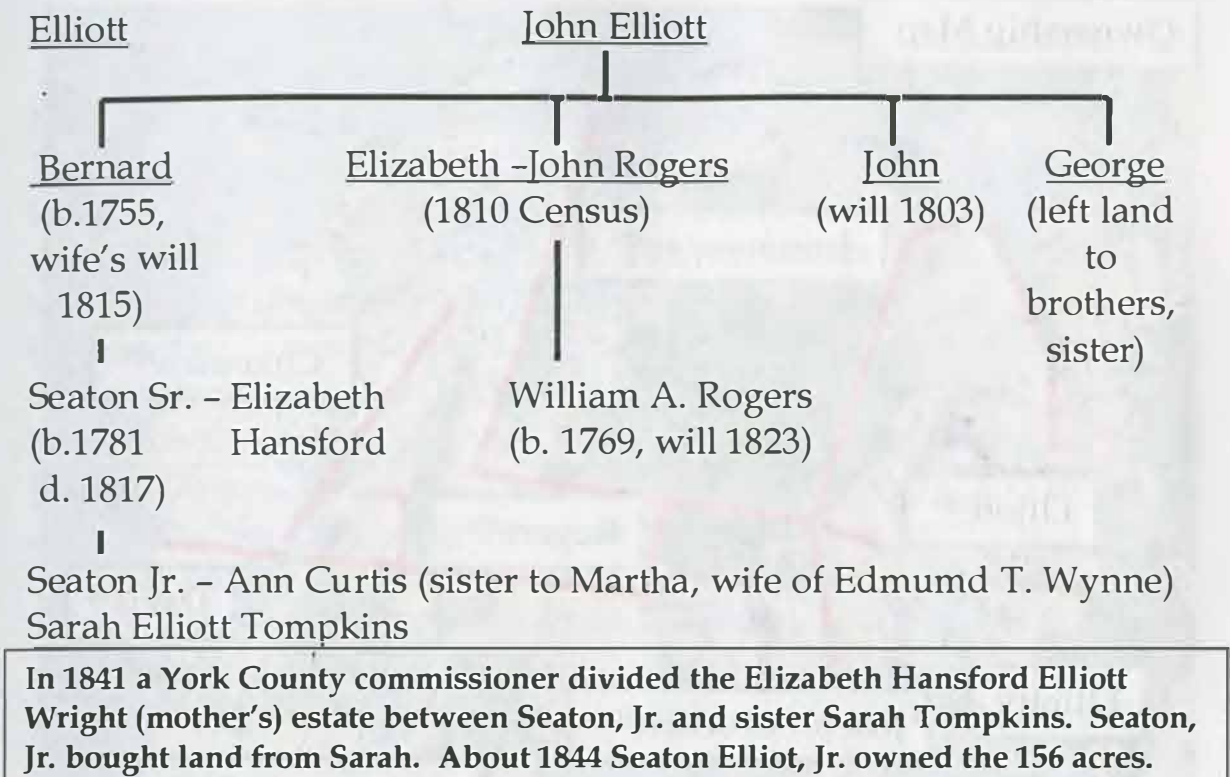 Elliott John Elliott
Bernard Elizabeth –John Rogers John George
(b.1755, (1810 Census) (will 1803) (left land
wife's will to
1815) brothers,
sister)
Seaton Sr. – Elizabeth William A. Rogers
(b.1781 Hansford (b. 1769, will 1823)
d. 1817)
Seaton Jr. – Ann Curtis (sister to Martha, wife of Edmumd T. Wynne)
Sarah Elliott Tompkins
In 1841 a York County commissioner divided the Elizabeth Hansford Elliott
Wright (mother's) estate between Seaton, Jr. and sister Sarah Tompkins. Seaton,
Jr. bought land from Sarah. About 1844 Seaton Elliot, Jr. owned the 156 acres.